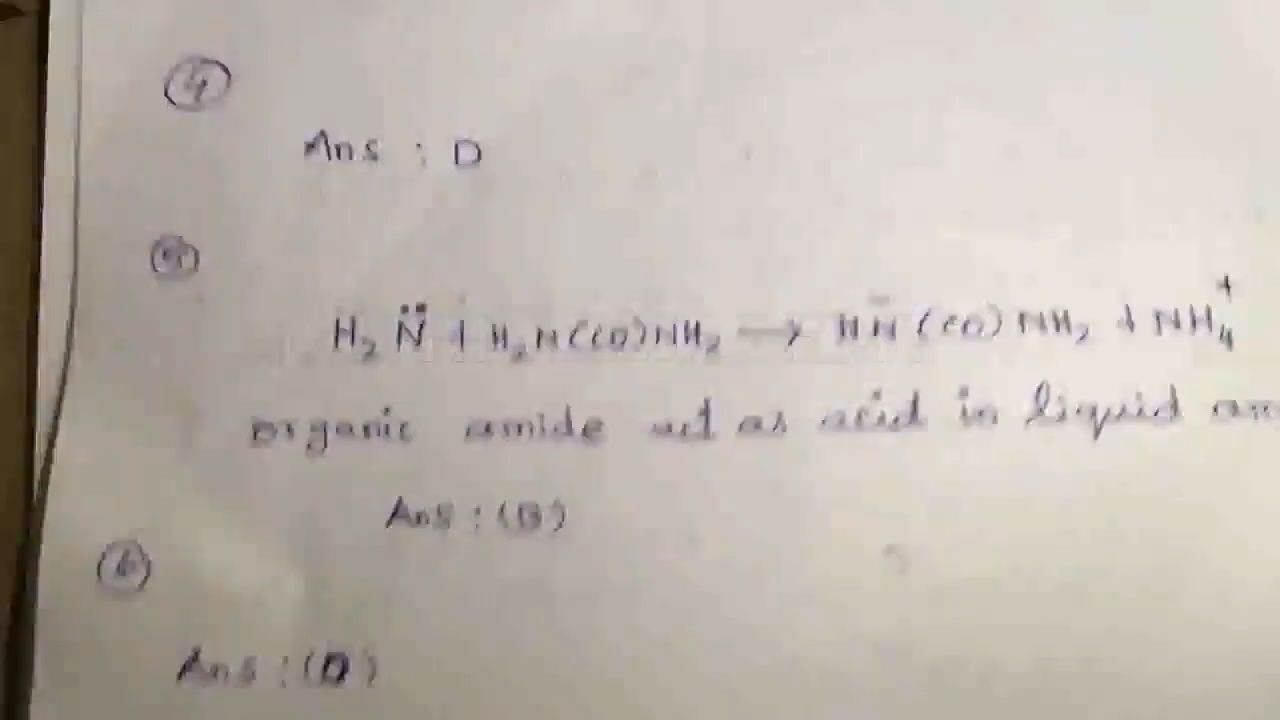 4
Ans : D
5
H₂N̈ + H₂N(CO)NH₂ → HN̄(CO)NH₂ + NH₄⁺
organic amide act as acid in liquid am
Ans : (B)
6
Ans : (D)